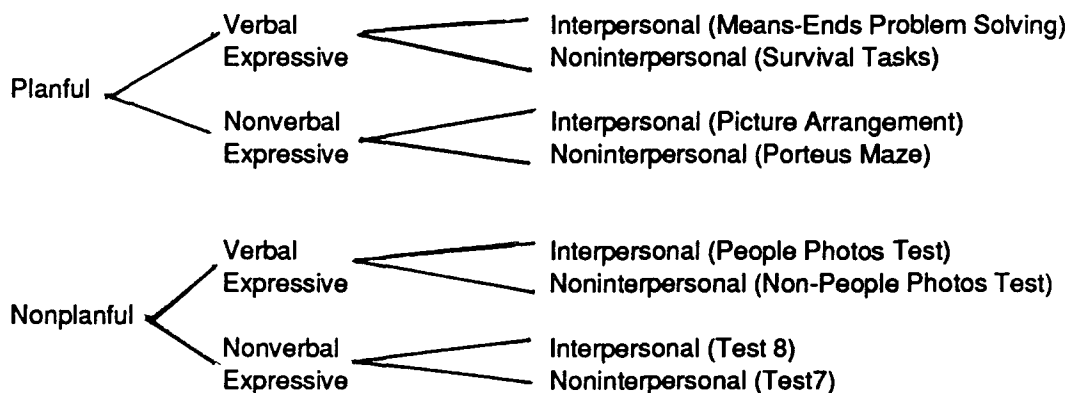 Verbal Interpersonal (Means-Ends Problem Solving)
Expressive Noninterpersonal (Survival Tasks)
Planful
Nonverbal Interpersonal (Picture Arrangement)
Expressive Noninterpersonal (Porteus Maze)
Verbal Interpersonal (People Photos Test)
Expressive Noninterpersonal (Non-People Photos Test)
Nonplanful
Nonverbal Interpersonal (Test 8)
Expressive Noninterpersonal (Test7)